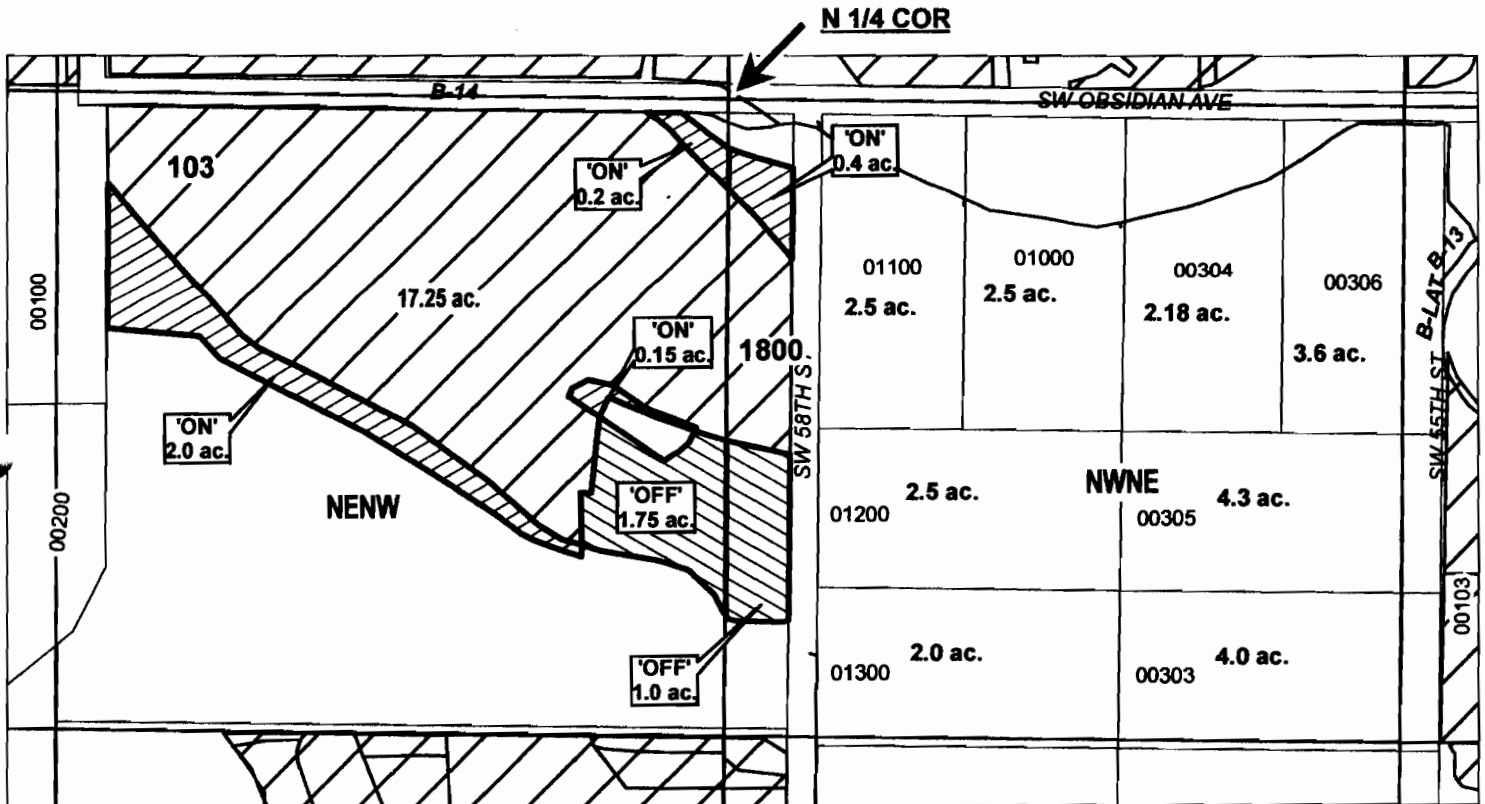 N 1/4 COR
B-14
SW OBSIDIAN AVE
103
'ON'
0.2 ac.
'ON'
0.4 ac.
00100
17.25 ac.
'ON'
0.15 ac.
1800
SW 58TH ST
01100
2.5 ac.
01000
2.5 ac.
00304
2.18 ac.
00306
3.6 ac.
B-LAT B-13
SW 55TH ST
'ON'
2.0 ac.
NENW
00200
'OFF'
1.75 ac.
'OFF'
1.0 ac.
01200
2.5 ac.
NWNE
00305
4.3 ac.
01300
2.0 ac.
00303
4.0 ac.
00103